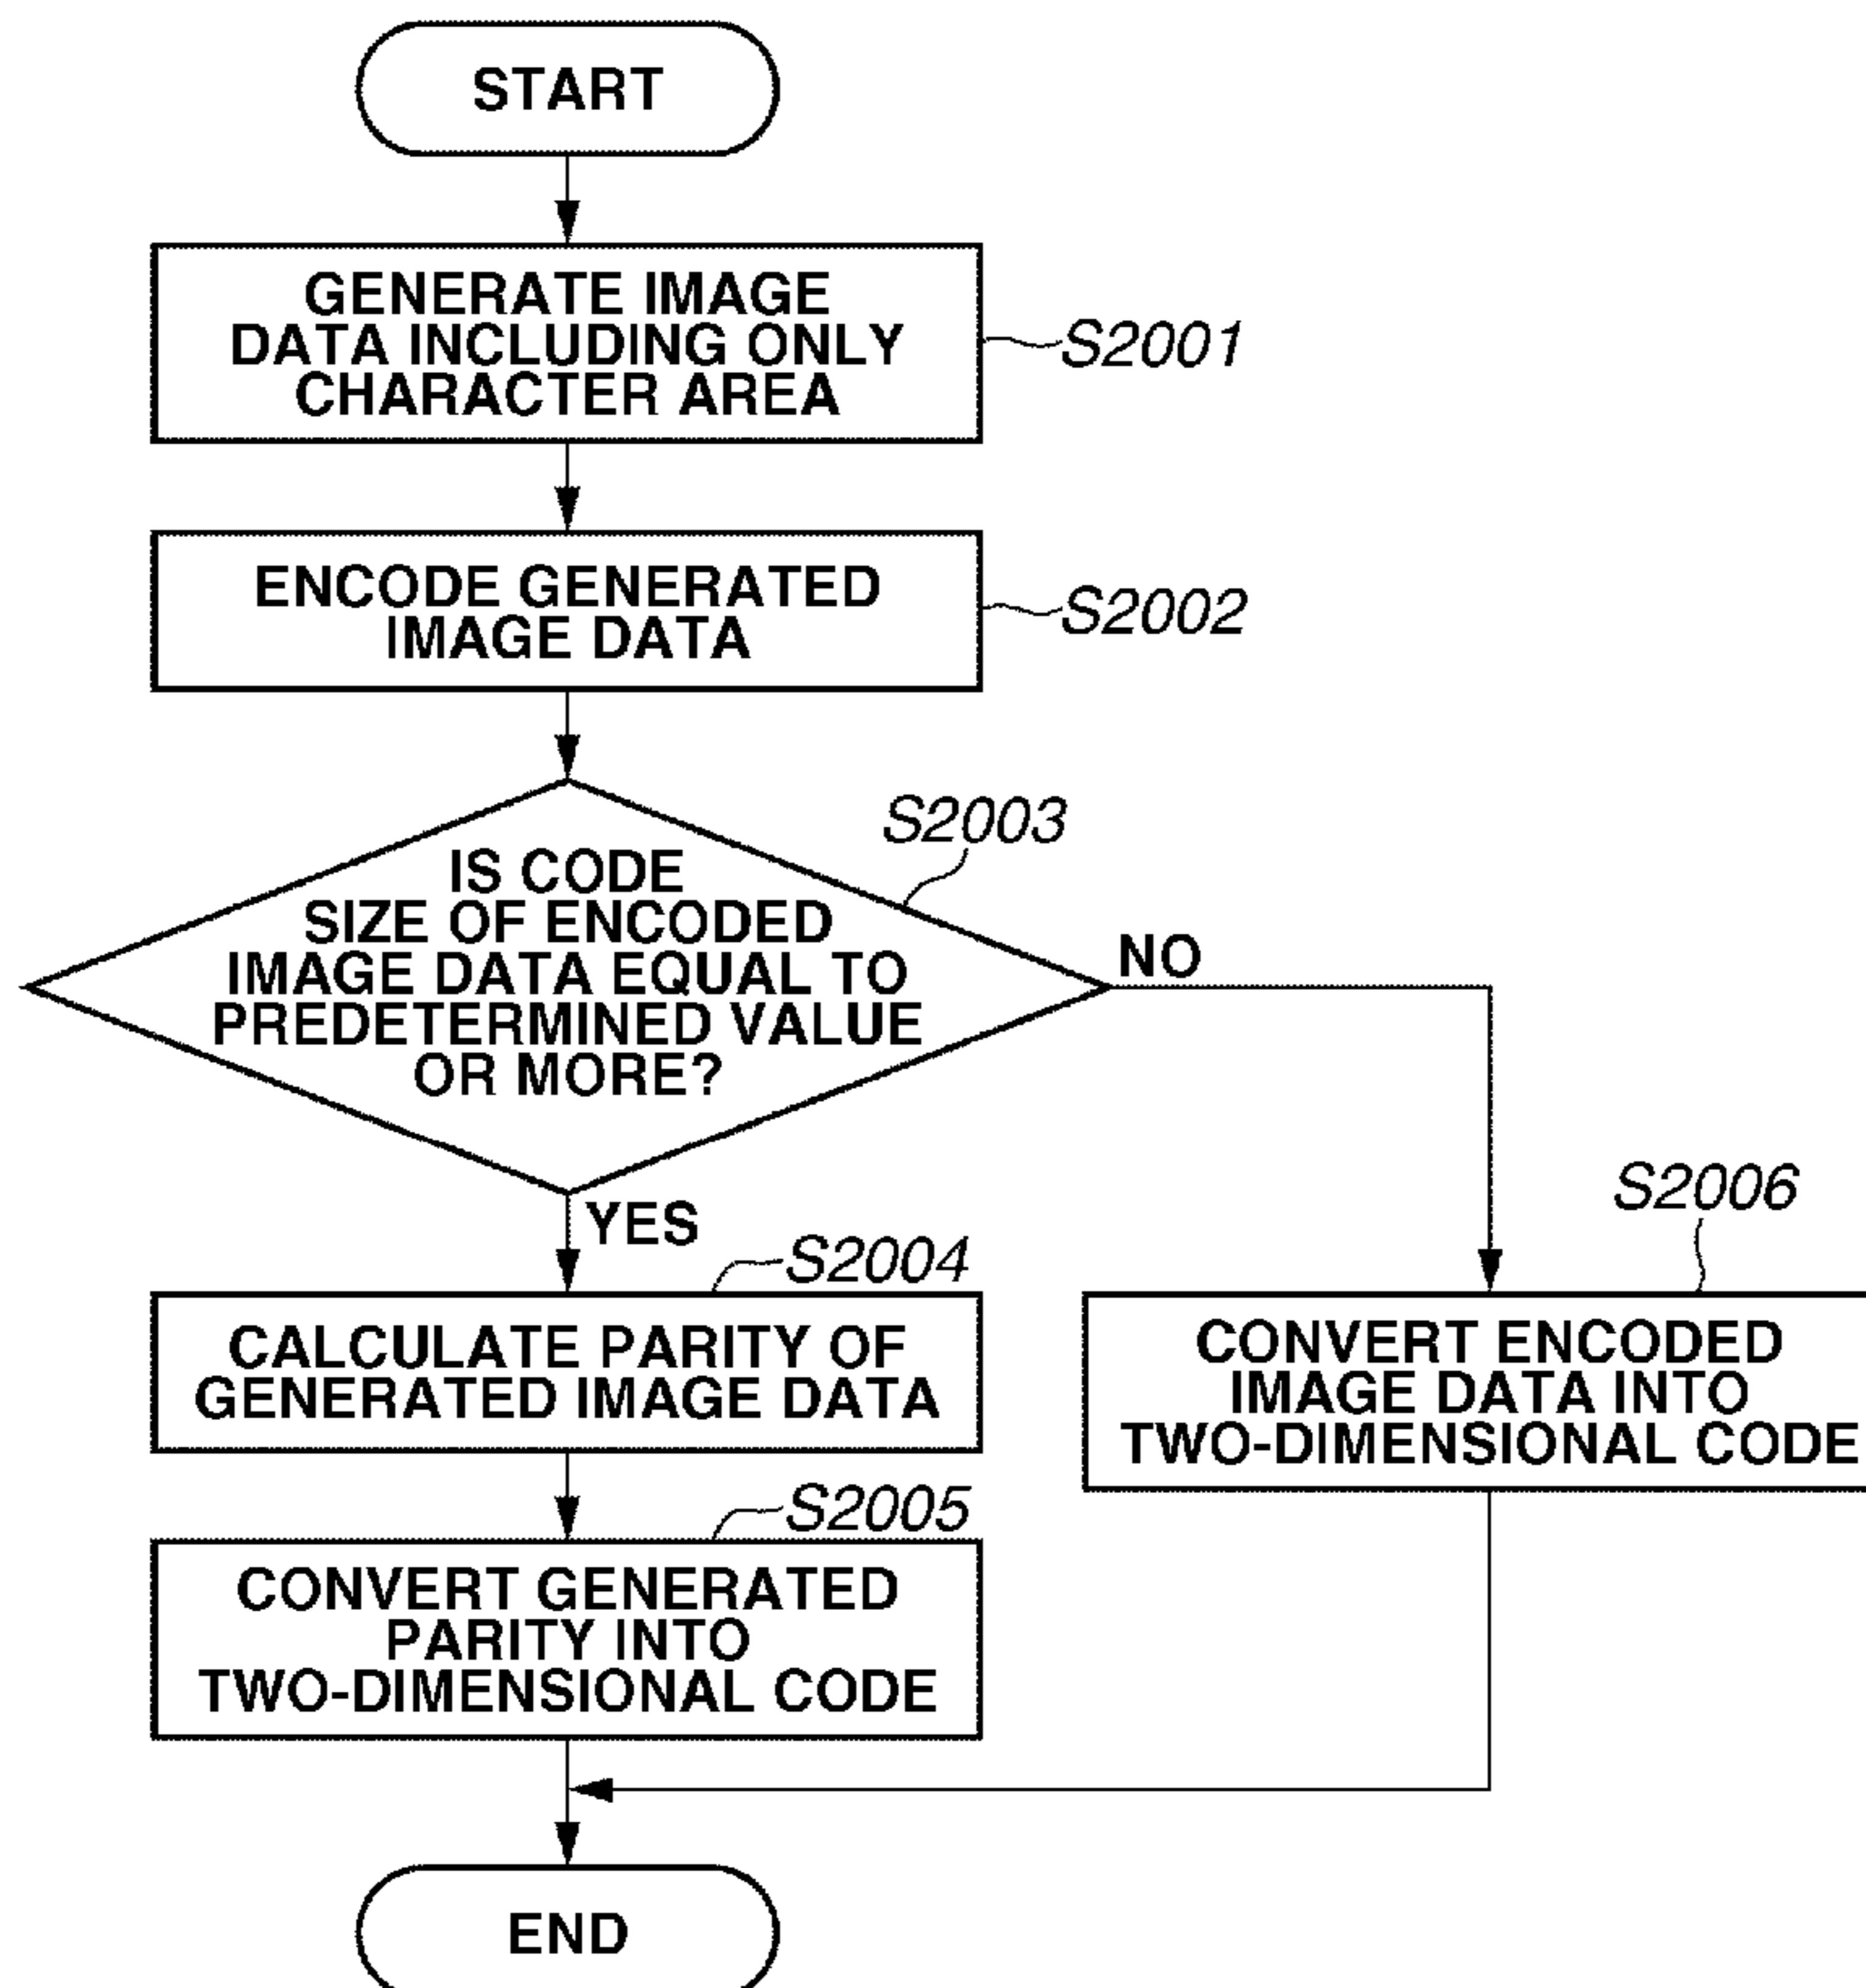 START
GENERATE IMAGE
DATA INCLUDING ONLY
CHARACTER AREA
S2001
ENCODE GENERATED
IMAGE DATA
S2002
S2003
IS CODE
SIZE OF ENCODED
IMAGE DATA EQUAL TO
PREDETERMINED VALUE
OR MORE?
NO
YES
S2004
CALCULATE PARITY OF
GENERATED IMAGE DATA
S2005
CONVERT GENERATED
PARITY INTO
TWO-DIMENSIONAL CODE
S2006
CONVERT ENCODED
IMAGE DATA INTO
TWO-DIMENSIONAL CODE
END